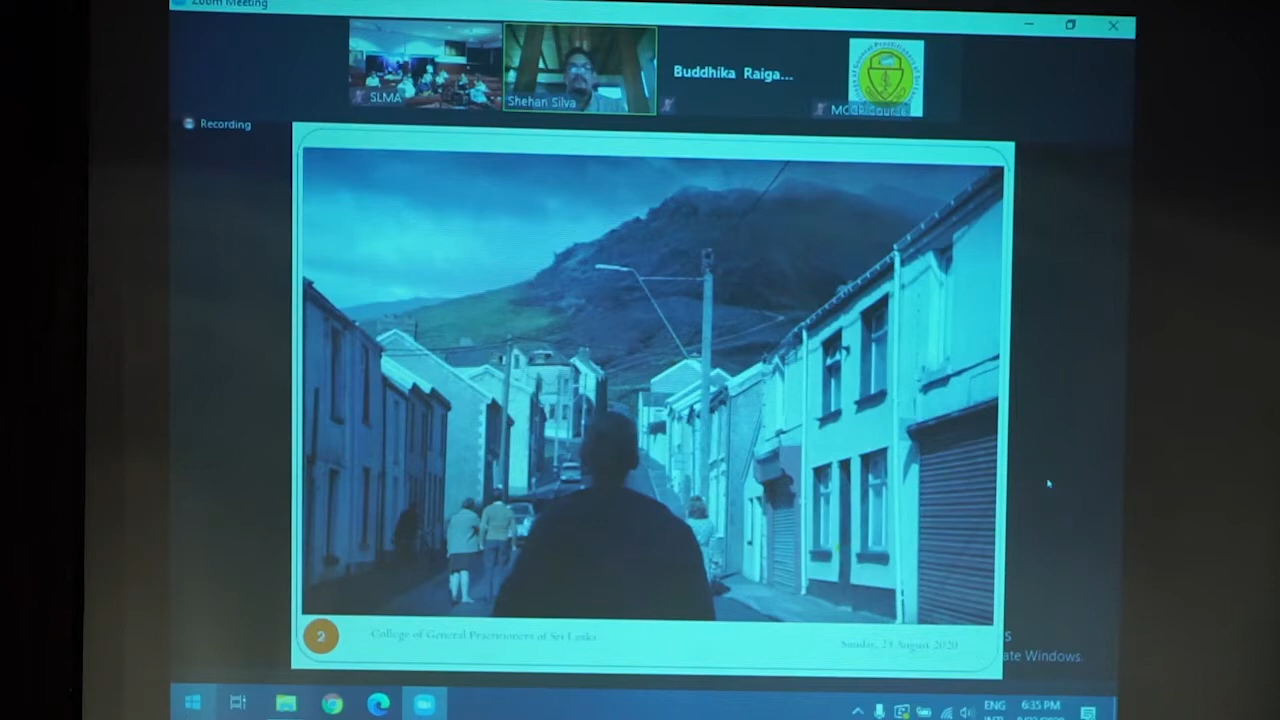 Zoom Meeting
SLMA
Shehan Silva
Buddhika Raiga...
Recording
2
College of General Practitioners of Sri Lanka
Sunday, 23 August 2020
ate Windows.
ENG
6:35 PM